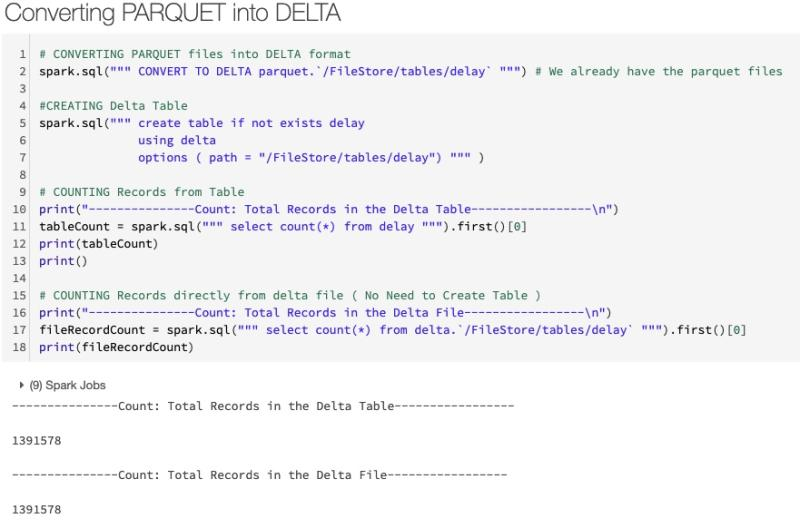 Converting PARQUET into DELTA
1 # CONVERTING PARQUET files into DELTA format
2 spark.sql(""" CONVERT TO DELTA parquet.`/FileStore/tables/delay` """) # We already have the parquet files
3
4 #CREATING Delta Table
5 spark.sql(""" create table if not exists delay
6 using delta
7 options ( path = "/FileStore/tables/delay") """ )
8
9 # COUNTING Records from Table
10 print("---------------Count: Total Records in the Delta Table-----------------\n")
11 tableCount = spark.sql(""" select count(*) from delay """).first()[0]
12 print(tableCount)
13 print()
14
15 # COUNTING Records directly from delta file ( No Need to Create Table )
16 print("---------------Count: Total Records in the Delta File-----------------\n")
17 fileRecordCount = spark.sql(""" select count(*) from delta.`/FileStore/tables/delay` """).first()[0]
18 print(fileRecordCount)
(9) Spark Jobs
---------------Count: Total Records in the Delta Table-----------------
1391578
---------------Count: Total Records in the Delta File-----------------
1391578